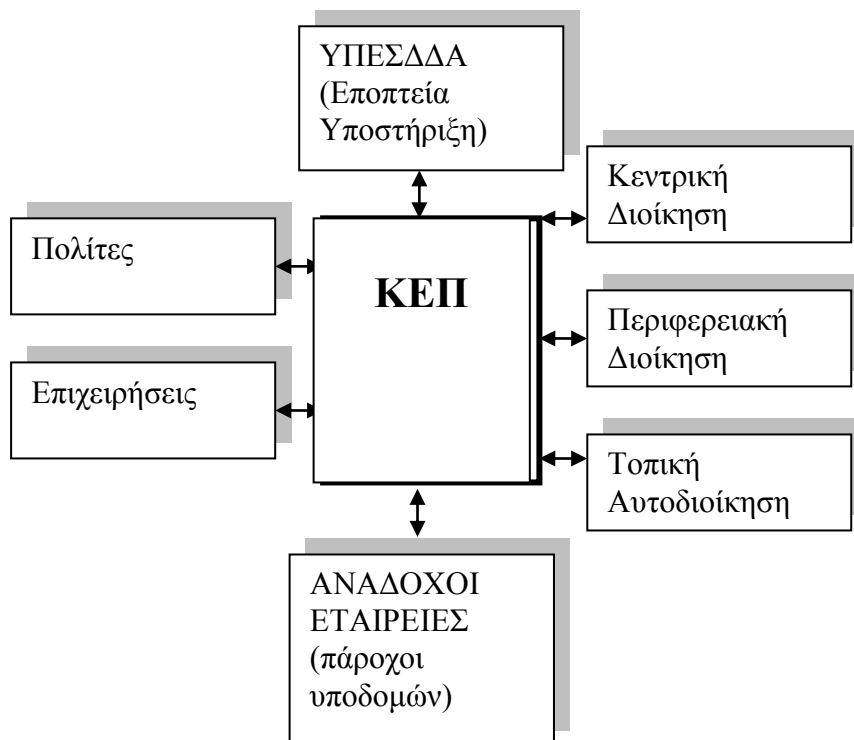 ΥΠΕΣΔΔΑ
(Εποπτεία
Υποστήριξη)
Κεντρική
Διοίκηση
Πολίτες
ΚΕΠ
Περιφερειακή
Διοίκηση
Επιχειρήσεις
Τοπική
Αυτοδιοίκηση
ΑΝΑΔΟΧΟΙ
ΕΤΑΙΡΕΙΕΣ
(πάροχοι
υποδομών)